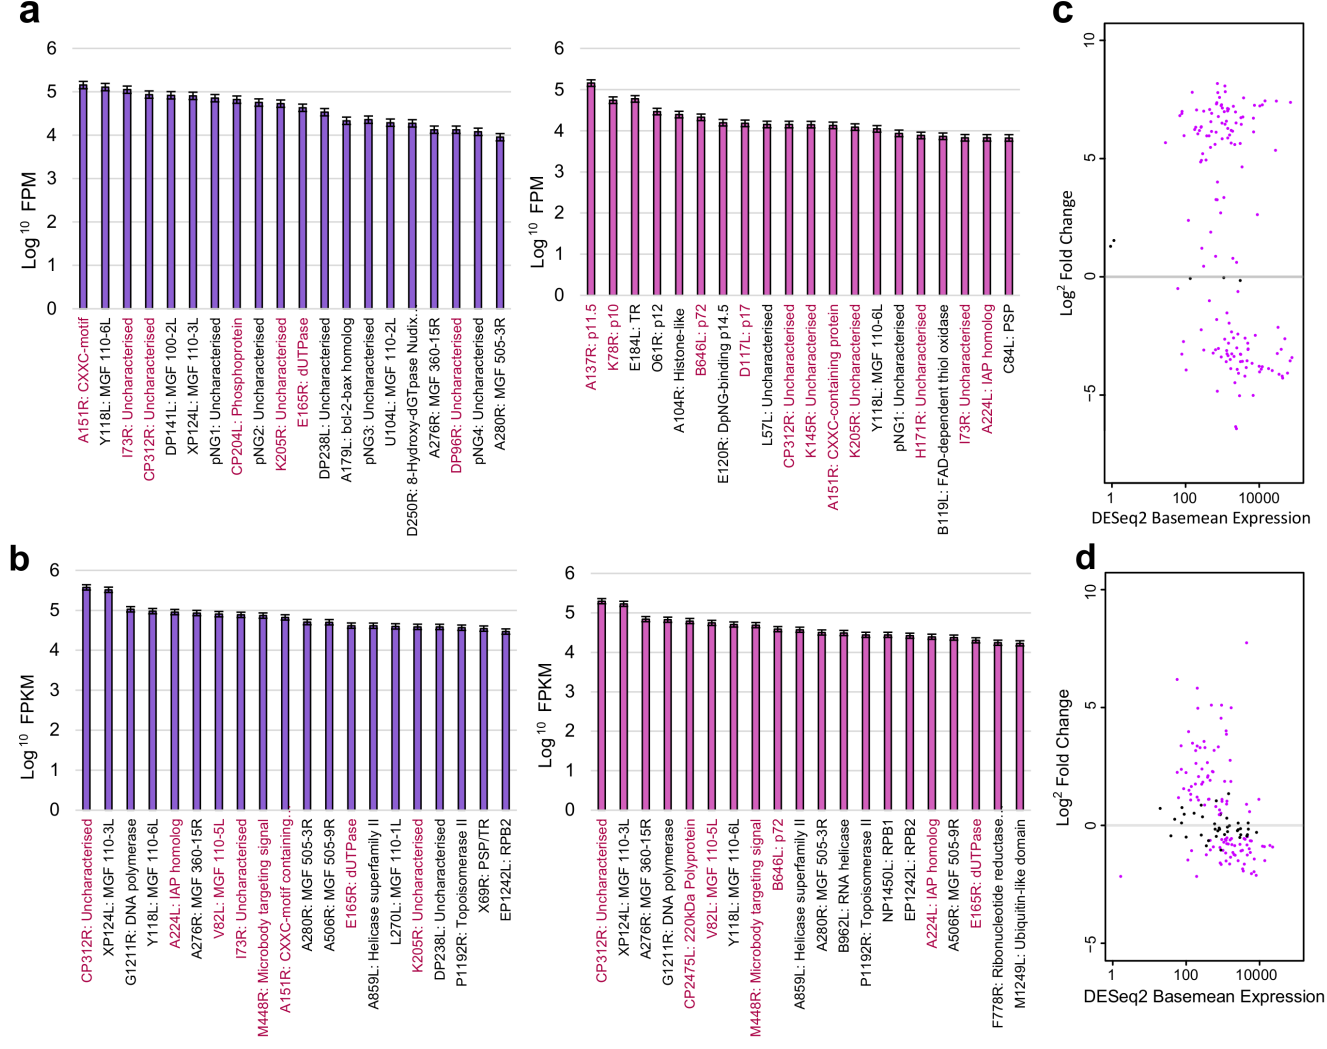 a
6
5
4
3
2
1
0
Log 10 FPM
A151R: CXXC-motif
Y118L: MGF 110-6L
I73R: Uncharacterised
CP312R: Uncharacterised
DP141L: MGF 100-2L
XP124L: MGF 110-3L
pNG1: Uncharacterised
CP204L: Phosphoprotein
pNG2: Uncharacterised
K205R: Uncharacterised
E165R: dUTPase
DP238L: Uncharacterised
A179L: bcl-2-bax homolog
pNG3: Uncharacterised
U104L: MGF 110-2L
D250R: 8-Hydroxy-dGTpase Nudix...
A276R: MGF 360-15R
DP96R: Uncharacterised
pNG4: Uncharacterised
A280R: MGF 505-3R
6
5
4
3
2
1
0
Log 10 FPM
A137R: p11.5
K78R: p10
E184L: TR
O61R: p12
A104R: Histone-like
B646L: p72
E120R: DpNG-binding p14.5
D117L: p17
L57L: Uncharacterised
CP312R: Uncharacterised
K145R: Uncharacterised
A151R: CXXC-containing protein
K205R: Uncharacterised
Y118L: MGF 110-6L
pNG1: Uncharacterised
H171R: Uncharacterised
B119L: FAD-dependent thiol oxidase
I73R: Uncharacterised
A224L: IAP homolog
C84L: PSP
c
10
5
0
−5
Log2 Fold Change
1
100
10000
DESeq2 Basemean Expression
b
6
5
4
3
2
1
0
Log 10 FPKM
CP312R: Uncharacterised
XP124L: MGF 110-3L
G1211R: DNA polymerase
Y118L: MGF 110-6L
A224L: IAP homolog
A276R: MGF 360-15R
V82L: MGF 110-5L
I73R: Uncharacterised
M448R: Microbody targeting signal
A151R: CXXC-motif containing...
A280R: MGF 505-3R
A506R: MGF 505-9R
E165R: dUTPase
A859L: Helicase superfamily II
L270L: MGF 110-1L
K205R: Uncharacterised
DP238L: Uncharacterised
P1192R: Topoisomerase II
X69R: PSP/TR
EP1242L: RPB2
6
5
4
3
2
1
0
Log 10 FPKM
CP312R: Uncharacterised
XP124L: MGF 110-3L
A276R: MGF 360-15R
G1211R: DNA polymerase
CP2475L: 220kDa Polyprotein
V82L: MGF 110-5L
Y118L: MGF 110-6L
M448R: Microbody targeting signal
B646L: p72
A859L: Helicase superfamily II
A280R: MGF 505-3R
B962L: RNA helicase
P1192R: Topoisomerase II
NP1450L: RPB1
EP1242L: RPB2
A224L: IAP homolog
A506R: MGF 505-9R
E165R: dUTPase
F778R: Ribonucleotide reductase...
M1249L: Ubiquitin-like domain
d
10
5
0
−5
Log2 Fold Change
1
100
10000
DESeq2 Basemean Expression